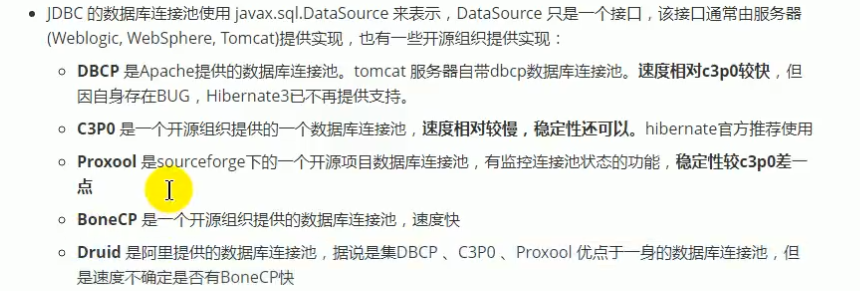 JDBC 的数据库连接池使用 javax.sql.DataSource 来表示，DataSource 只是一个接口，该接口通常由服务器
(Weblogic, WebSphere, Tomcat)提供实现，也有一些开源组织提供实现：
DBCP 是Apache提供的数据库连接池。tomcat 服务器自带dbcp数据库连接池。速度相对c3p0较快，但
因自身存在BUG，Hibernate3已不再提供支持。
C3P0 是一个开源组织提供的一个数据库连接池，速度相对较慢，稳定性还可以。hibernate官方推荐使用
Proxool 是sourceforge下的一个开源项目数据库连接池，有监控连接池状态的功能，稳定性较c3p0差一
点
BoneCP 是一个开源组织提供的数据库连接池，速度快
Druid 是阿里提供的数据库连接池，据说是集DBCP 、C3P0 、Proxool 优点于一身的数据库连接池，但
是速度不确定是否有BoneCP快